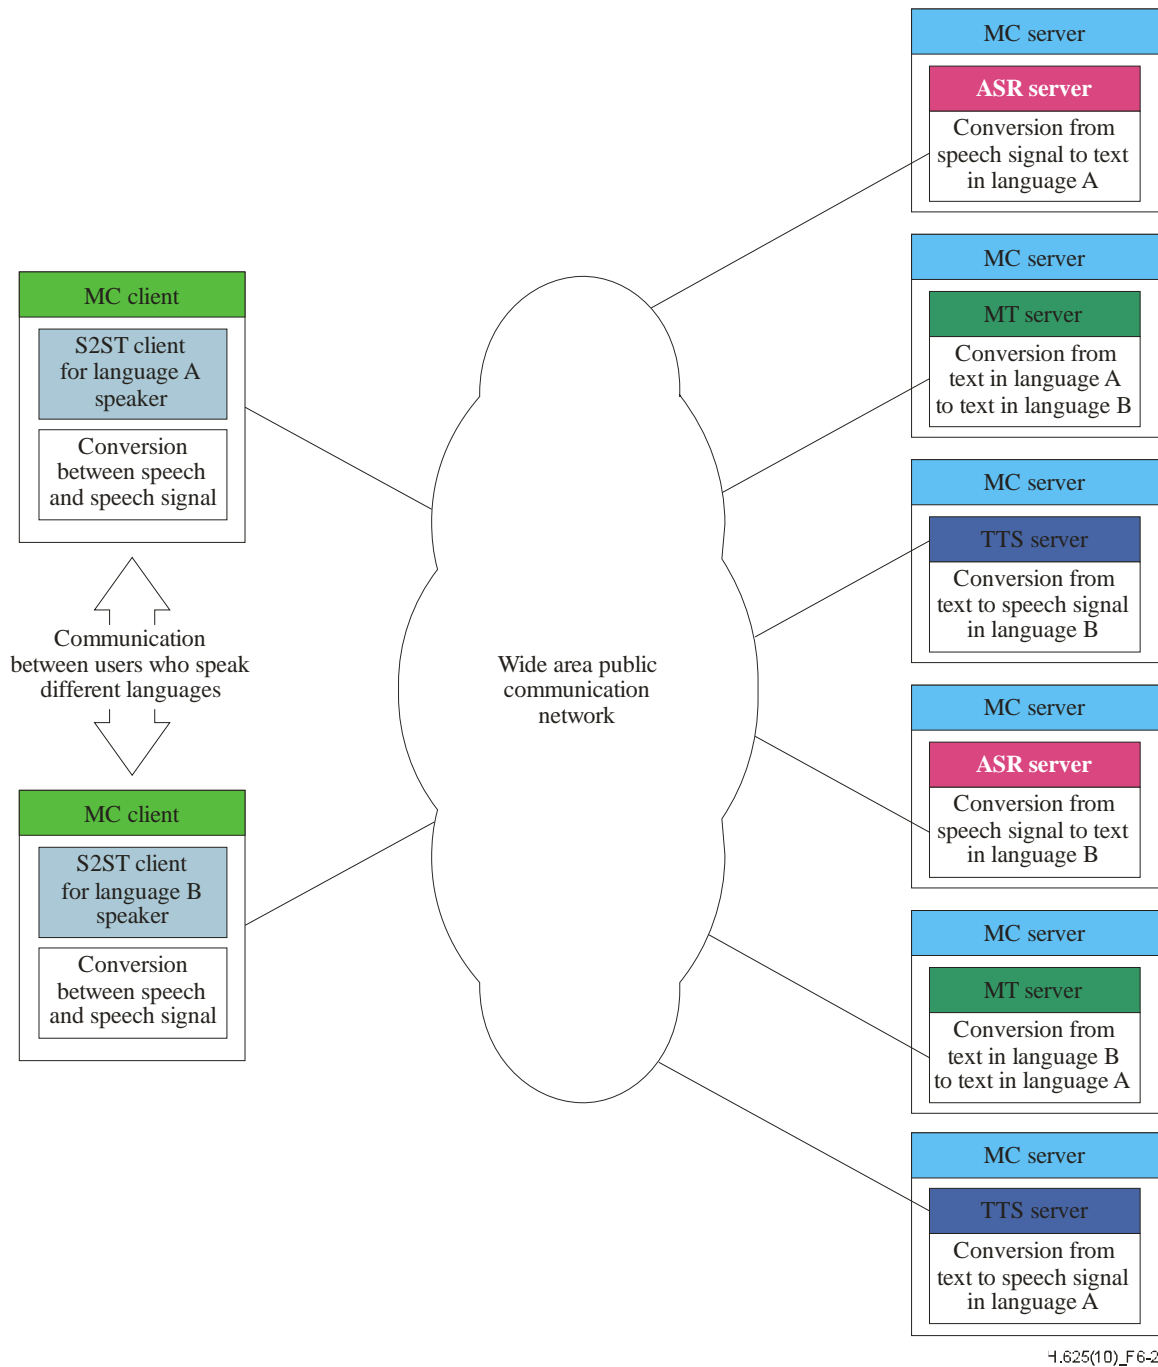 MC server
ASR server
Conversion from
speech signal to text
in language A
MC server
MT server
Conversion from
text in language A
to text in language B
MC server
TTS server
Conversion from
text to speech signal
in language B
MC server
ASR server
Conversion from
speech signal to text
in language B
MC server
MT server
Conversion from
text in language B
to text in language A
MC server
TTS server
Conversion from
text to speech signal
in language A
MC client
S2ST client
for language A
speaker
Conversion
between speech
and speech signal
Communication
between users who speak
different languages
MC client
S2ST client
for language B
speaker
Conversion
between speech
and speech signal
Wide area public
communication
network
H.625(10)_F6-2